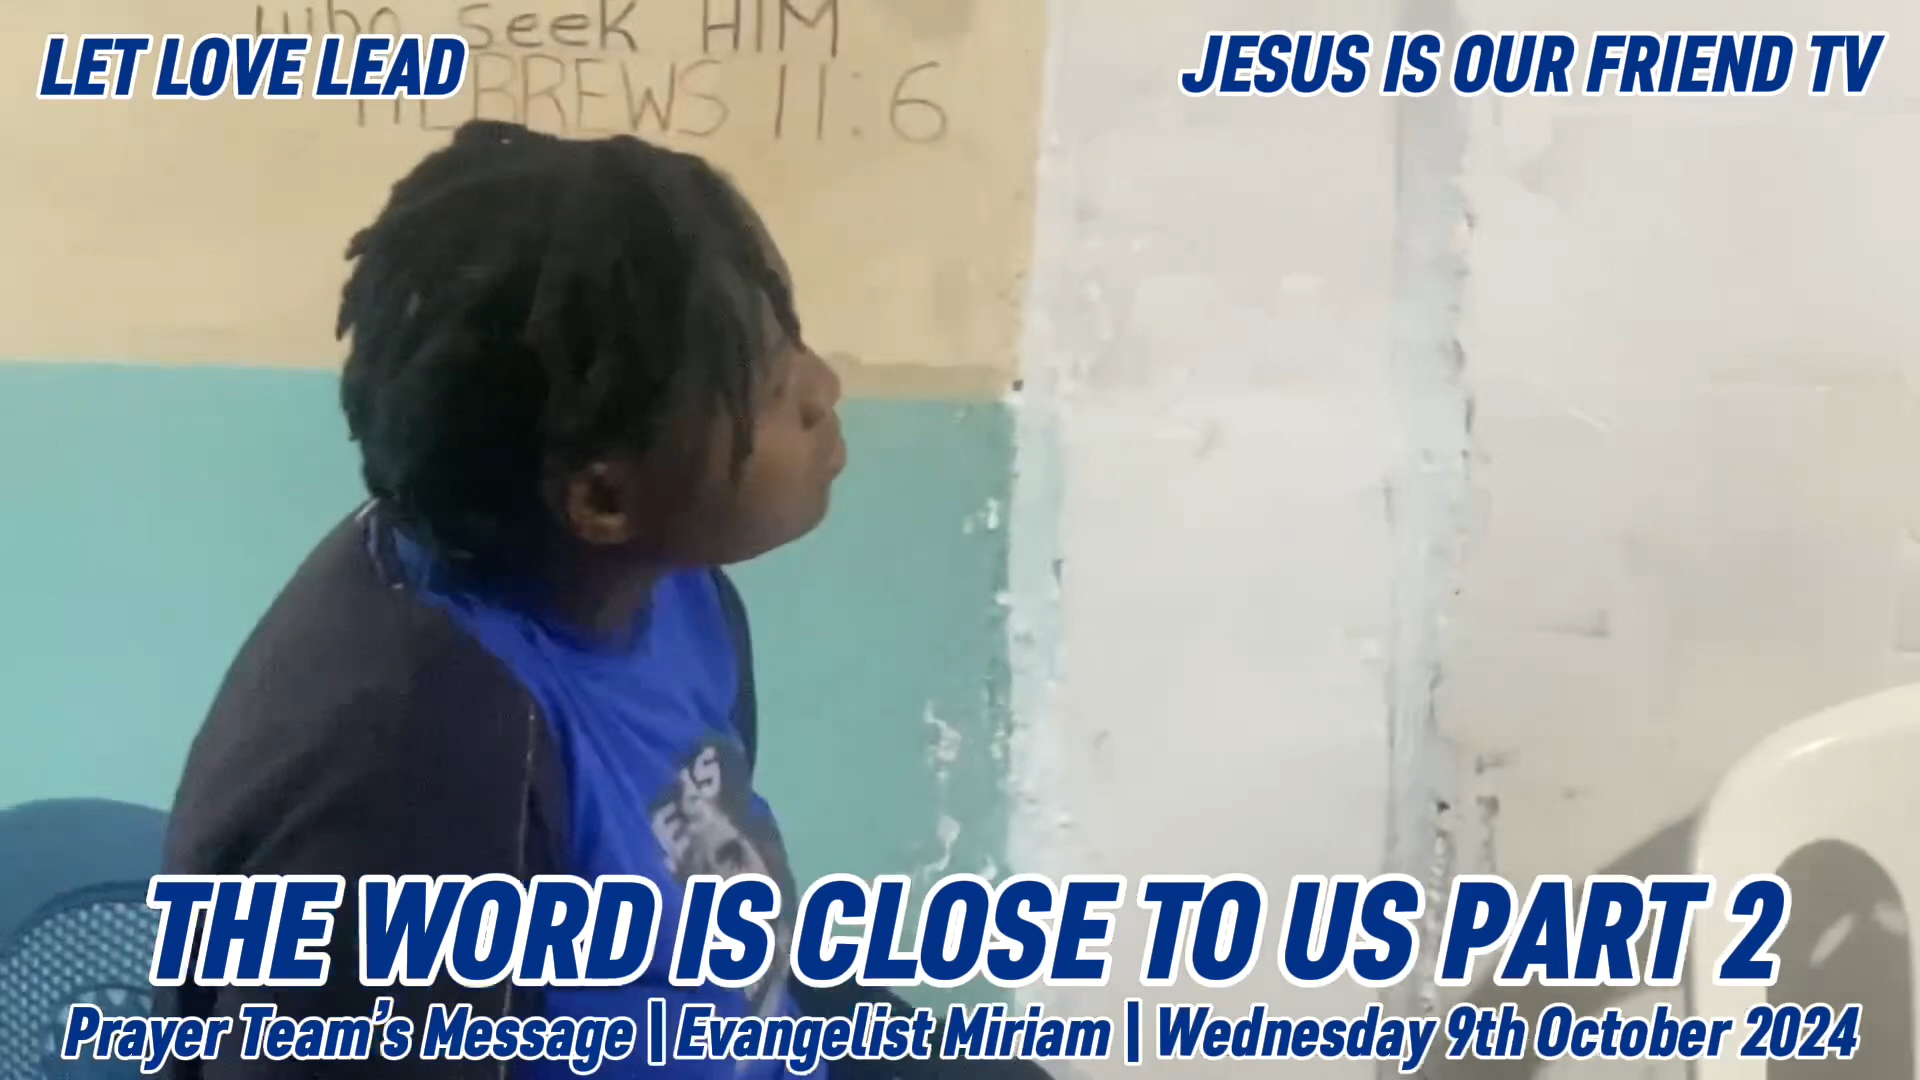 who seek HIM
HEBREWS 11:6
LET LOVE LEAD
JESUS IS OUR FRIEND TV
THE WORD IS CLOSE TO US PART 2
Prayer Team's Message | Evangelist Miriam | Wednesday 9th October 2024